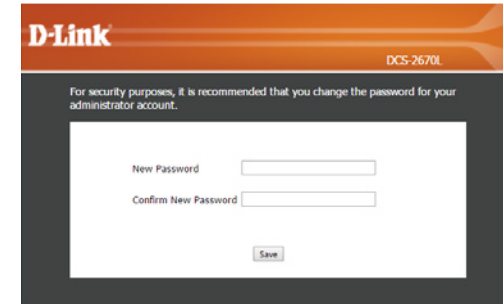 D-Link
DCS-2670L
For security purposes, it is recommended that you change the password for your
administrator account.
New Password
Confirm New Password
Save